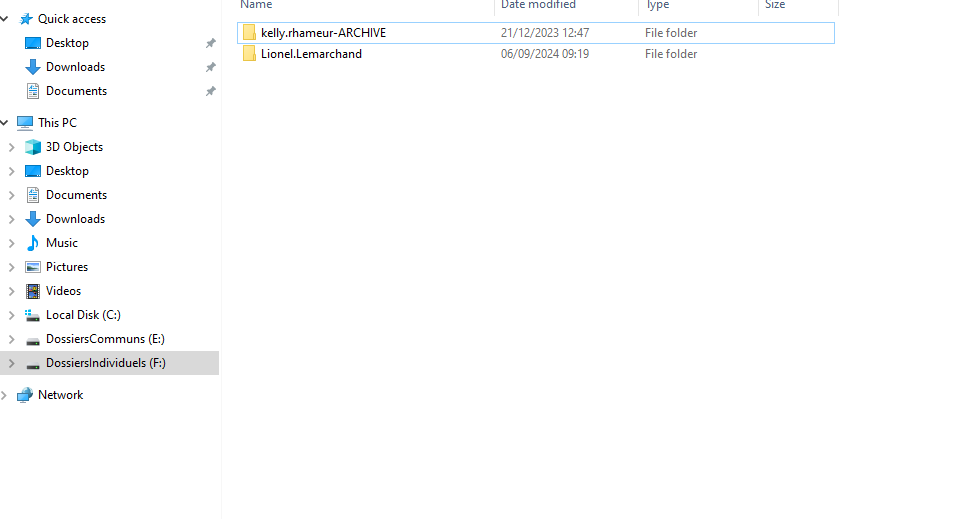 Name Date modified Type Size
kelly.rhameur-ARCHIVE 21/12/2023 12:47 File folder
Lionel.Lemarchand 06/09/2024 09:19 File folder
Quick access
Desktop
Downloads
Documents
This PC
3D Objects
Desktop
Documents
Downloads
Music
Pictures
Videos
Local Disk (C:)
DossiersCommuns (E:)
DossiersIndividuels (F:)
Network